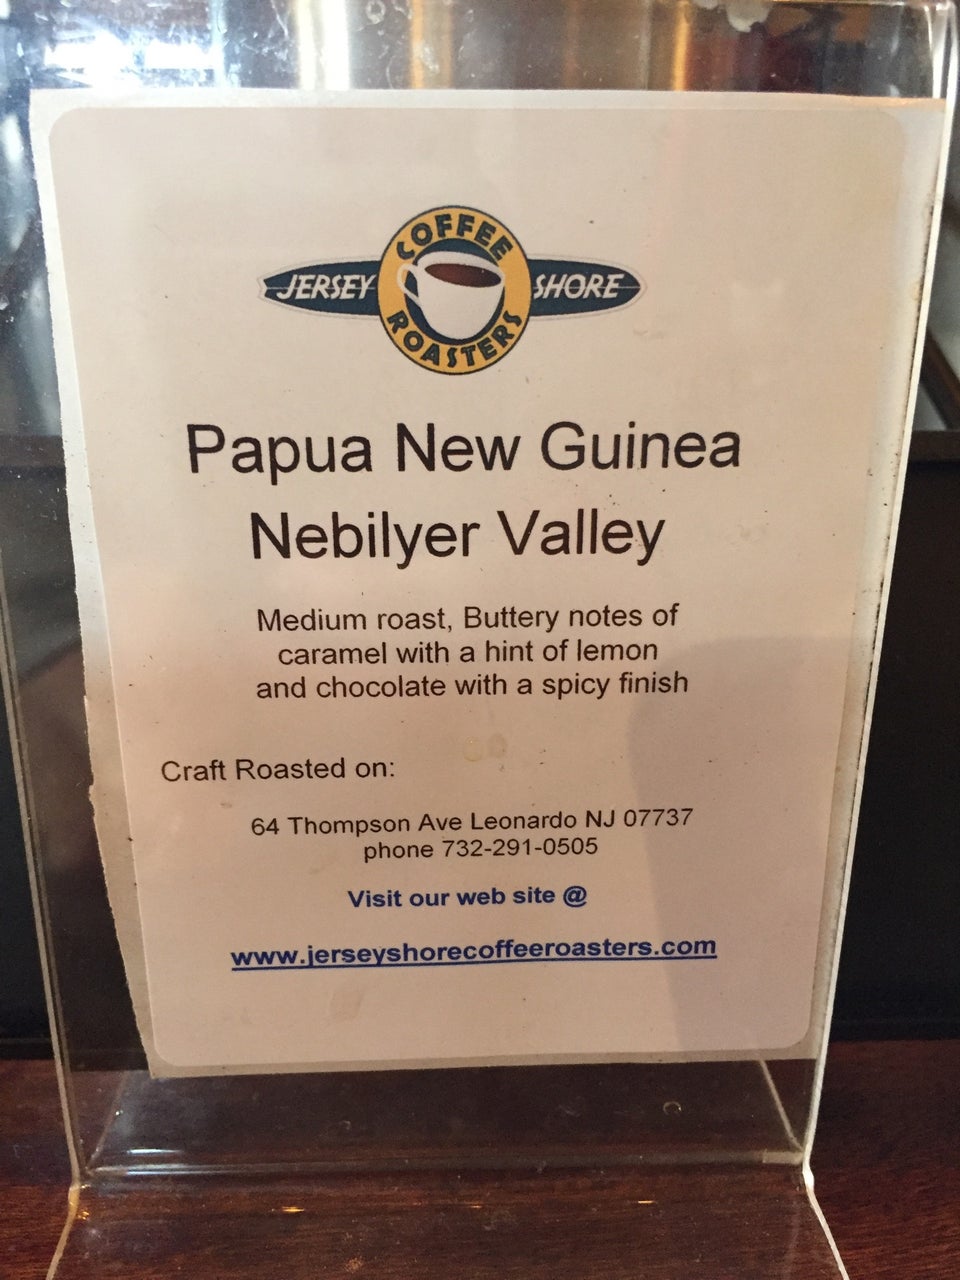 COFFEE
JERSEY SHORE
ROASTERS
Papua New Guinea
Nebilyer Valley
Medium roast, Buttery notes of
caramel with a hint of lemon
and chocolate with a spicy finish
Craft Roasted on:
64 Thompson Ave Leonardo NJ 07737
phone 732-291-0505
Visit our web site @
www.jerseyshorecoffeeroasters.com